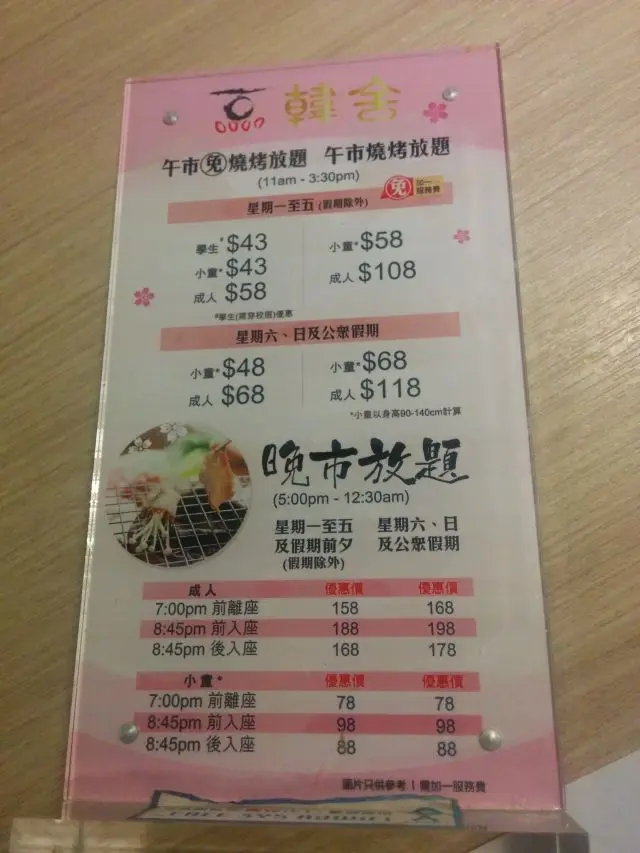 韓舍
午市免燒烤放題 午市燒烤放題
(11am - 3:30pm)
星期一至五 (假期除外) 免 加一服務費
學生# $43
小童* $43
成人 $58
小童* $58
成人 $108
#學生(需穿校服)優惠
星期六、日及公眾假期
小童* $48
成人 $68
小童* $68
成人 $118
*小童以身高90-140cm計算
晚市放題
(5:00pm - 12:30am)
星期一至五
及假期前夕
(假期除外)
星期六、日
及公眾假期
成人 優惠價 優惠價
7:00pm 前離座 158 168
8:45pm 前入座 188 198
8:45pm 後入座 168 178
小童* 優惠價 優惠價
7:00pm 前離座 78 78
8:45pm 前入座 98 98
8:45pm 後入座 88 88
圖片只供參考 | 需加一服務費